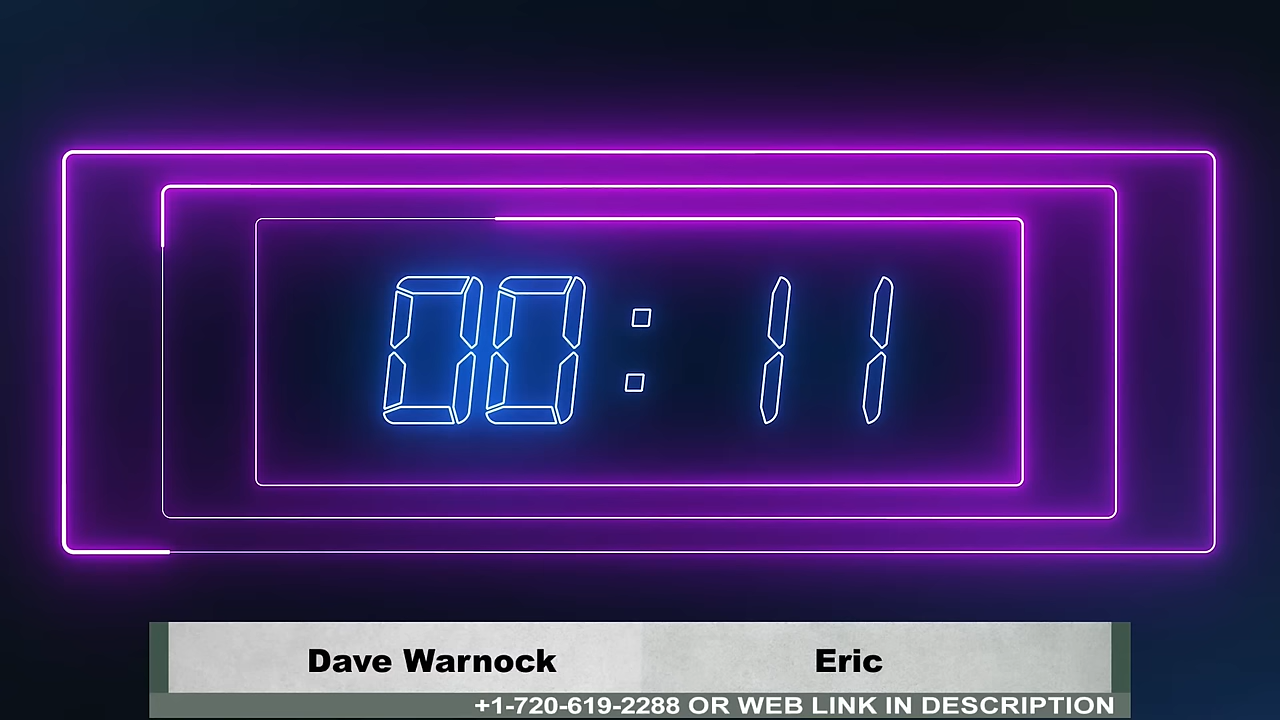 00:11
Dave Warnock Eric
+1-720-619-2288 OR WEB LINK IN DESCRIPTION